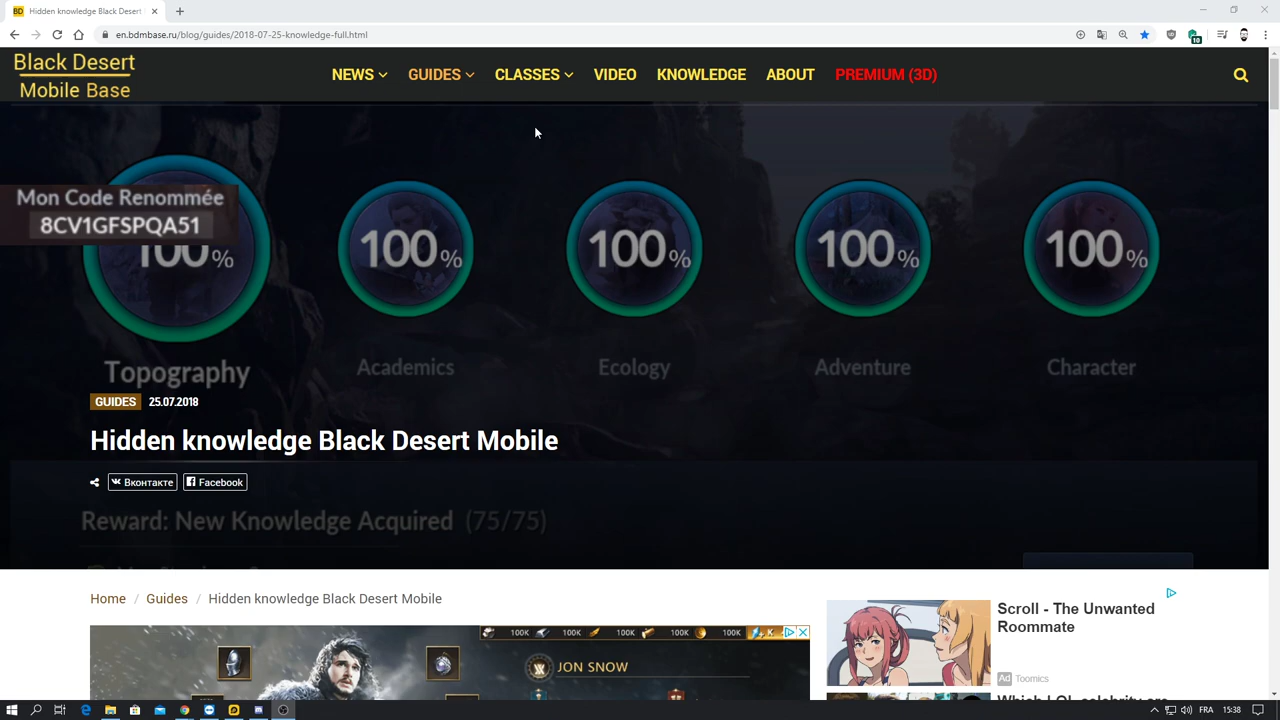 Hidden knowledge Black Desert
en.bdmbase.ru/blog/guides/2018-07-25-knowledge-full.html
10
Black Desert
Mobile Base
NEWS
GUIDES
CLASSES
VIDEO
KNOWLEDGE
ABOUT
PREMIUM (3D)
Mon Code Renommée
8CV1GFSPQA51
100%
100%
100%
100%
100%
Topography
Academics
Ecology
Adventure
Character
GUIDES 25.07.2018
Hidden knowledge Black Desert Mobile
Вконтакте
Facebook
Reward: New Knowledge Acquired (75/75)
Home / Guides / Hidden knowledge Black Desert Mobile
100K 100K 100K 100K 100K
JON SNOW
Scroll - The Unwanted
Roommate
Ad Toomics
FRA 15:38